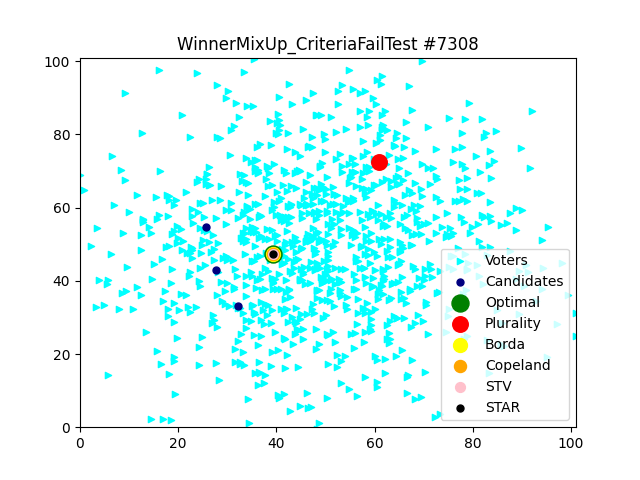 WinnerMixUp_CriteriaFailTest #7308
100
80
60
40
20
0
0
20
40
60
80
100
Voters
Candidates
Optimal
Plurality
Borda
Copeland
STV
STAR